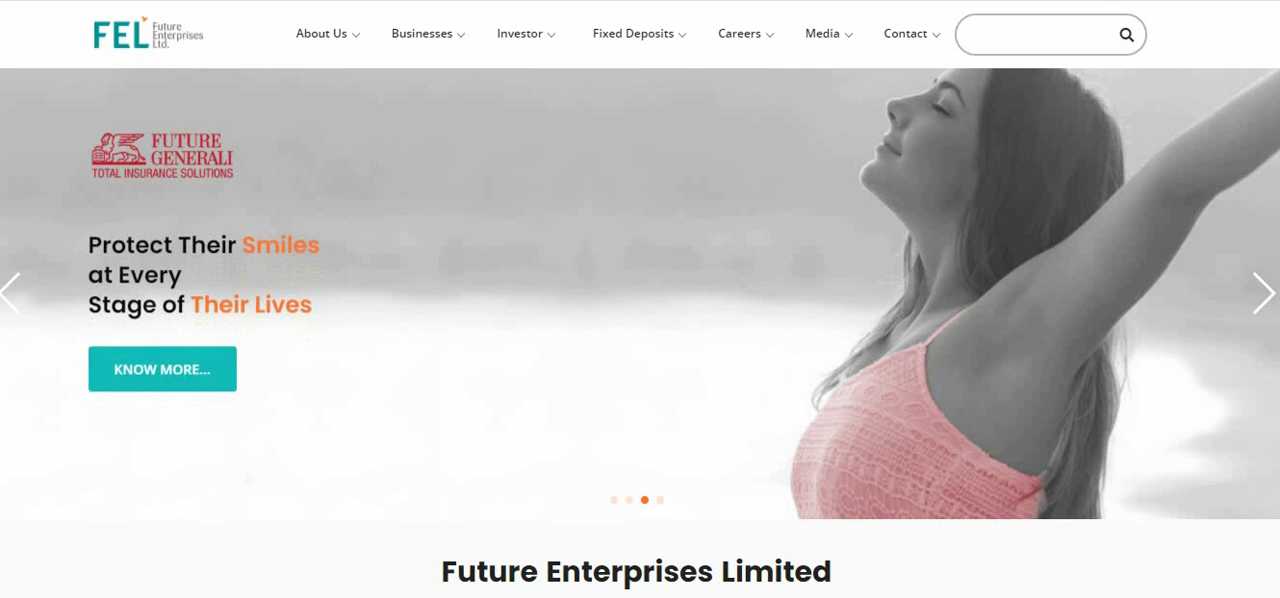 FEL Future
Enterprises
Ltd.
About Us
Businesses
Investor
Fixed Deposits
Careers
Media
Contact
FUTURE
GENERALI
TOTAL INSURANCE SOLUTIONS
Protect Their Smiles
at Every
Stage of Their Lives
KNOW MORE...
Future Enterprises Limited